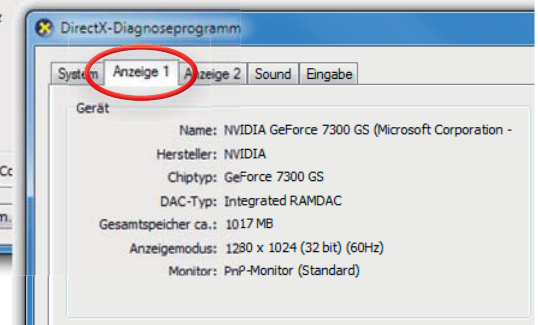 DirectX-Diagnoseprogramm
System Anzeige 1 Anzeige 2 Sound Eingabe
Gerät
Name: NVIDIA GeForce 7300 GS (Microsoft Corporation -
Hersteller: NVIDIA
Chiptyp: GeForce 7300 GS
DAC-Typ: Integrated RAMDAC
Gesamtspeicher ca.: 1017 MB
Anzeigemodus: 1280 x 1024 (32 bit) (60Hz)
Monitor: PnP-Monitor (Standard)